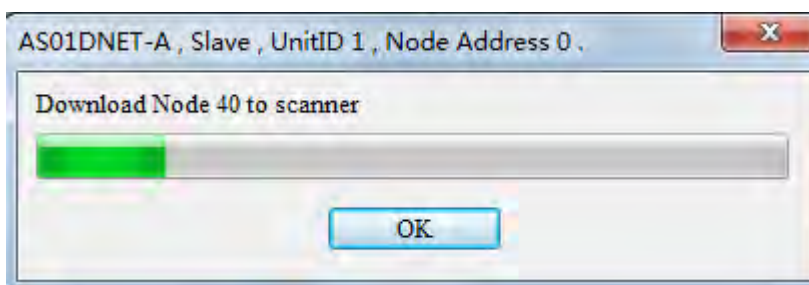 AS01DNET-A , Slave , UnitID 1 , Node Address 0 .
Download Node 40 to scanner
OK